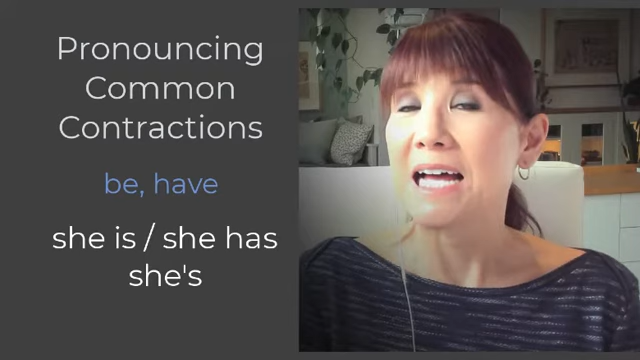 Pronouncing
Common
Contractions
be, have
she is / she has
she's